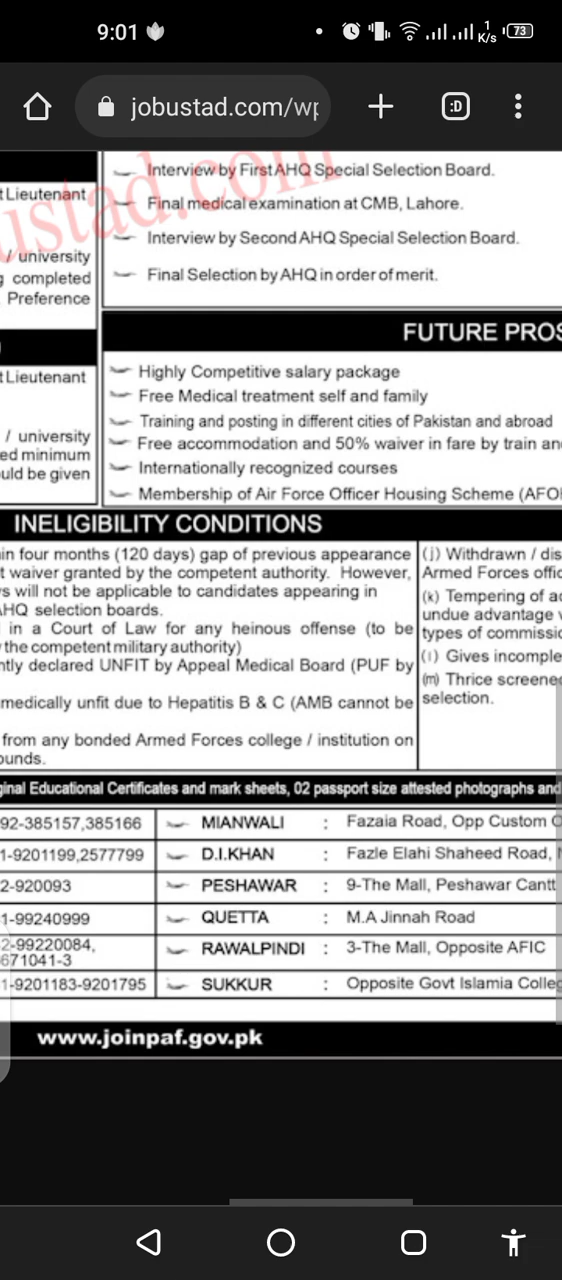 9:01
1
K/s
73
jobustad.com/wp
:D
ustad.com
t Lieutenant
/ university
g completed
Preference
Interview by First AHQ Special Selection Board.
Final medical examination at CMB, Lahore.
Interview by Second AHQ Special Selection Board.
Final Selection by AHQ in order of merit.
)
t Lieutenant
/ university
ed minimum
uld be given
FUTURE PROS
Highly Competitive salary package
Free Medical treatment self and family
Training and posting in different cities of Pakistan and abroad
Free accommodation and 50% waiver in fare by train an
Internationally recognized courses
Membership of Air Force Officer Housing Scheme (AFO
INELIGIBILITY CONDITIONS
in four months (120 days) gap of previous appearance
t waiver granted by the competent authority. However,
s will not be applicable to candidates appearing in
HQ selection boards.
in a Court of Law for any heinous offense (to be
the competent military authority)
ntly declared UNFIT by Appeal Medical Board (PUF by
medically unfit due to Hepatitis B & C (AMB cannot be
from any bonded Armed Forces college / institution on
ounds.
(j) Withdrawn / dis
Armed Forces offic
(k) Tempering of ac
undue advantage
types of commissio
(l) Gives incomple
(m) Thrice screened
selection.
ginal Educational Certificates and mark sheets, 02 passport size attested photographs and
92-385157,385166 MIANWALI : Fazaia Road, Opp Custom O
1-9201199,2577799 D.I.KHAN : Fazle Elahi Shaheed Road,
2-920093 PESHAWAR : 9-The Mall, Peshawar Cantt
1-99240999 QUETTA : M.A Jinnah Road
2-99220084,
671041-3 RAWALPINDI : 3-The Mall, Opposite AFIC
1-9201183-9201795 SUKKUR : Opposite Govt Islamia Colleg
www.joinpaf.gov.pk